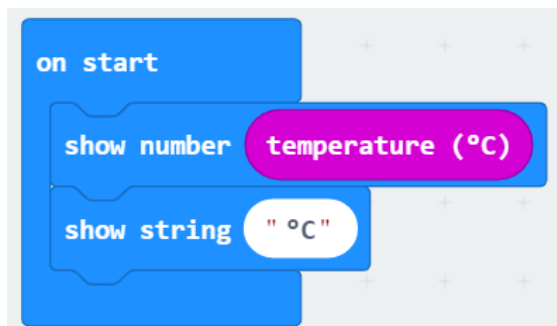 on start
show number temperature (°C)
show string "°C"